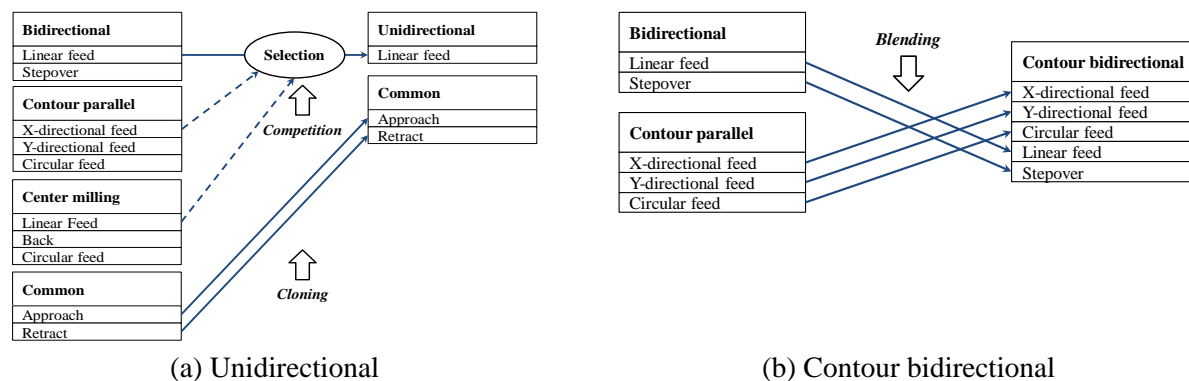 Bidirectional
Linear feed
Stepover
Contour parallel
X-directional feed
Y-directional feed
Circular feed
Center milling
Linear Feed
Back
Circular feed
Common
Approach
Retract
Selection
Competition
Cloning
Unidirectional
Linear feed
Common
Approach
Retract
(a) Unidirectional
Bidirectional
Linear feed
Stepover
Contour parallel
X-directional feed
Y-directional feed
Circular feed
Blending
Contour bidirectional
X-directional feed
Y-directional feed
Circular feed
Linear feed
Stepover
(b) Contour bidirectional